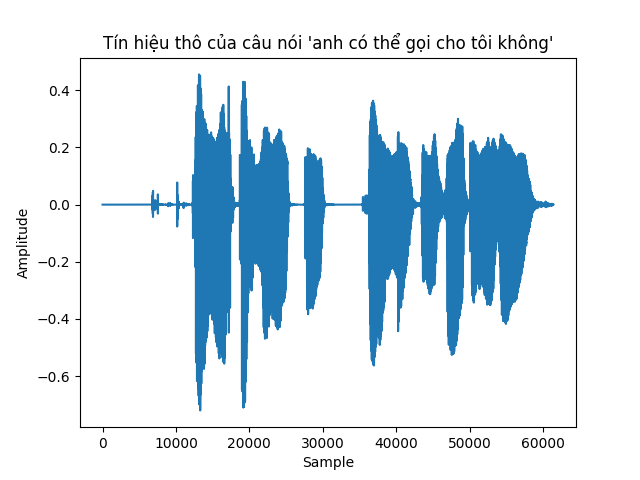 Tín hiệu thô của câu nói 'anh có thể gọi cho tôi không'
0.4
0.2
0.0
−0.2
−0.4
−0.6
Amplitude
0 10000 20000 30000 40000 50000 60000
Sample